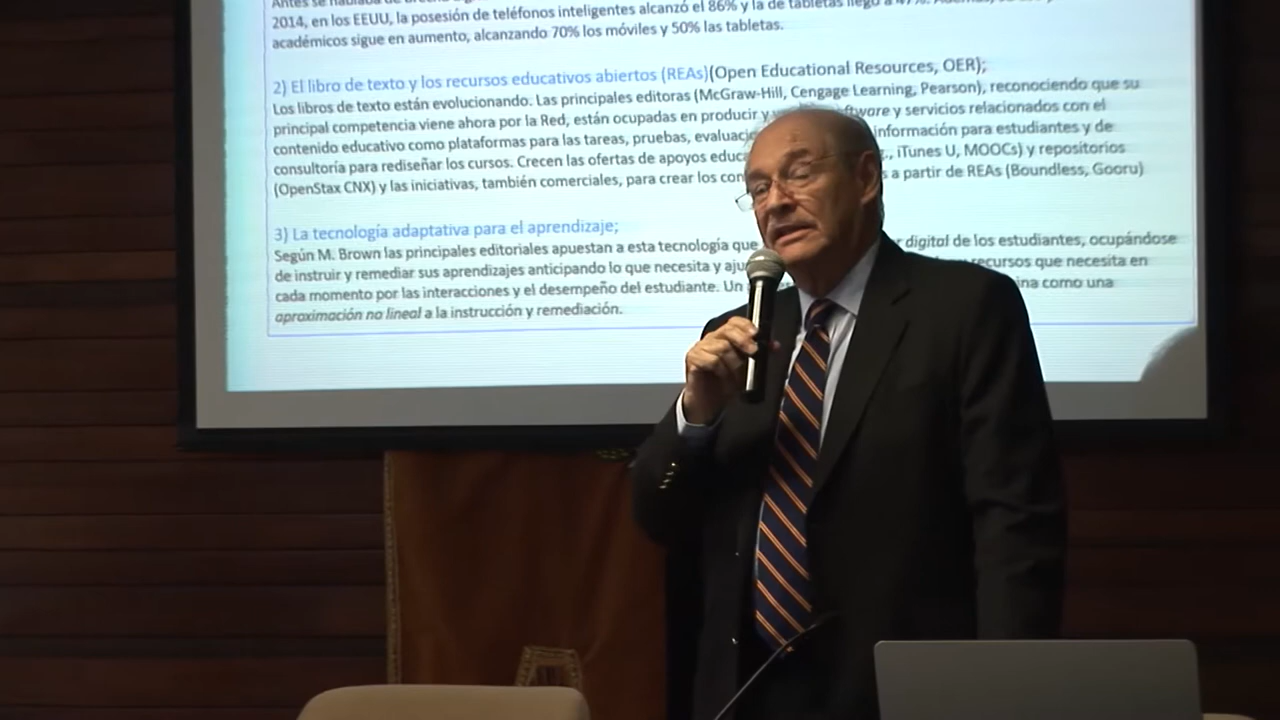 Antes se hablaba de
2014, en los EEUU, la posesión de teléfonos inteligentes alcanzó el 86% y la de tabletas llegó a 47%.
académicos sigue en aumento, alcanzando 70% los móviles y 50% las tabletas.
2) El libro de texto y los recursos educativos abiertos (REAs)(Open Educational Resources, OER);
Los libros de texto están evolucionando. Las principales editoras (McGraw-Hill, Cengage Learning, Pearson), reconociendo que su
principal competencia viene ahora por la Red, están ocupadas en producir y software y servicios relacionados con el
contenido educativo como plataformas para las tareas, pruebas, información para estudiantes y de
consultoría para rediseñar los cursos. Crecen las ofertas de apoyos iTunes U, MOOCs) y repositorios
(OpenStax CNX) y las iniciativas, también comerciales, para crear los a partir de REAs (Boundless, Gooru)
3) La tecnología adaptativa para el aprendizaje;
Según M. Brown las principales editoriales apuestan a esta tecnología que digital de los estudiantes, ocupándose
de instruir y remediar sus aprendizajes anticipando lo que necesita y recursos que necesita en
cada momento por las interacciones y el desempeño del estudiante. Un como una
aproximación no lineal a la instrucción y remediación.